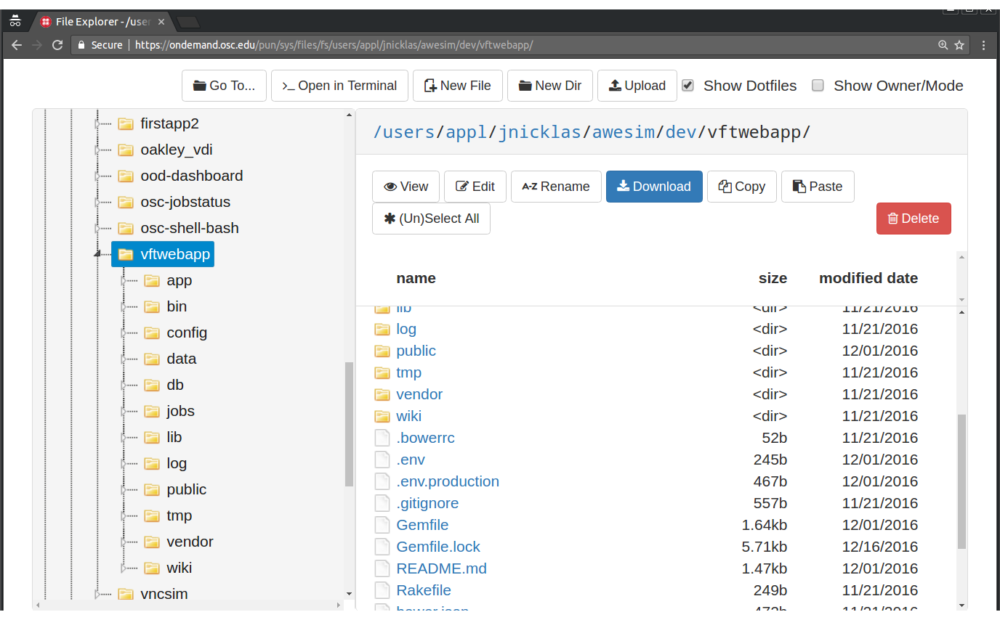 File Explorer - /user
Secure | https://ondemand.osc.edu/pun/sys/files/fs/users/appl/jnicklas/awesim/dev/vftwebapp/
Go To... >_ Open in Terminal New File New Dir Upload Show Dotfiles Show Owner/Mode
firstapp2
oakley_vdi
ood-dashboard
osc-jobstatus
osc-shell-bash
vftwebapp
app
bin
config
data
db
jobs
lib
log
public
tmp
vendor
wiki
vncsim
/users/appl/jnicklas/awesim/dev/vftwebapp/
View Edit A-Z Rename Download Copy Paste
(Un)Select All Delete
name size modified date
lib <dir> 11/21/2016
log <dir> 11/21/2016
public <dir> 12/01/2016
tmp <dir> 11/21/2016
vendor <dir> 11/21/2016
wiki <dir> 11/21/2016
.bowerrc 52b 11/21/2016
.env 245b 12/01/2016
.env.production 467b 12/01/2016
.gitignore 557b 11/21/2016
Gemfile 1.64kb 12/01/2016
Gemfile.lock 5.71kb 12/16/2016
README.md 1.47kb 12/01/2016
Rakefile 249b 11/21/2016
bower.json 11/21/2016